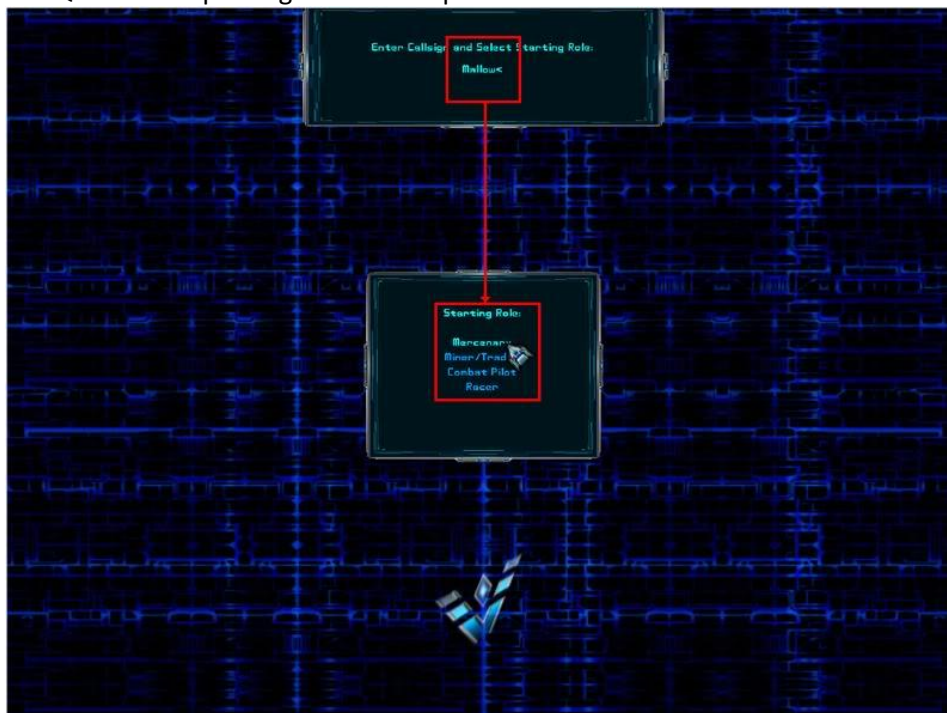 Enter Callsign and Select Starting Role:
Mallow<
Starting Role:
Mercenary
Miner/Trad
Combat Pilot
Racer